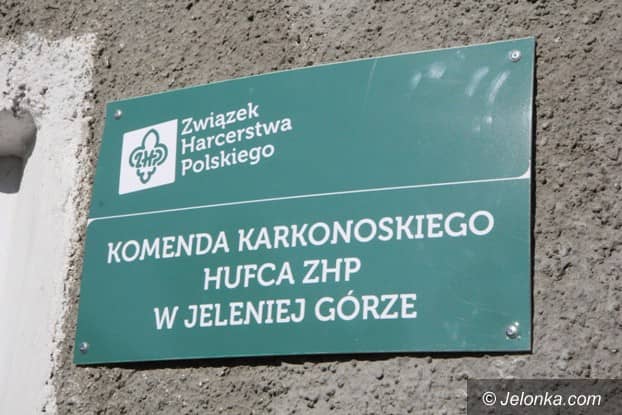 Związek
Harcerstwa
Polskiego
ZHP
KOMENDA KARKONOSKIEGO
HUFCA ZHP
W JELENIEJ GÓRZE
© Jelonka.com